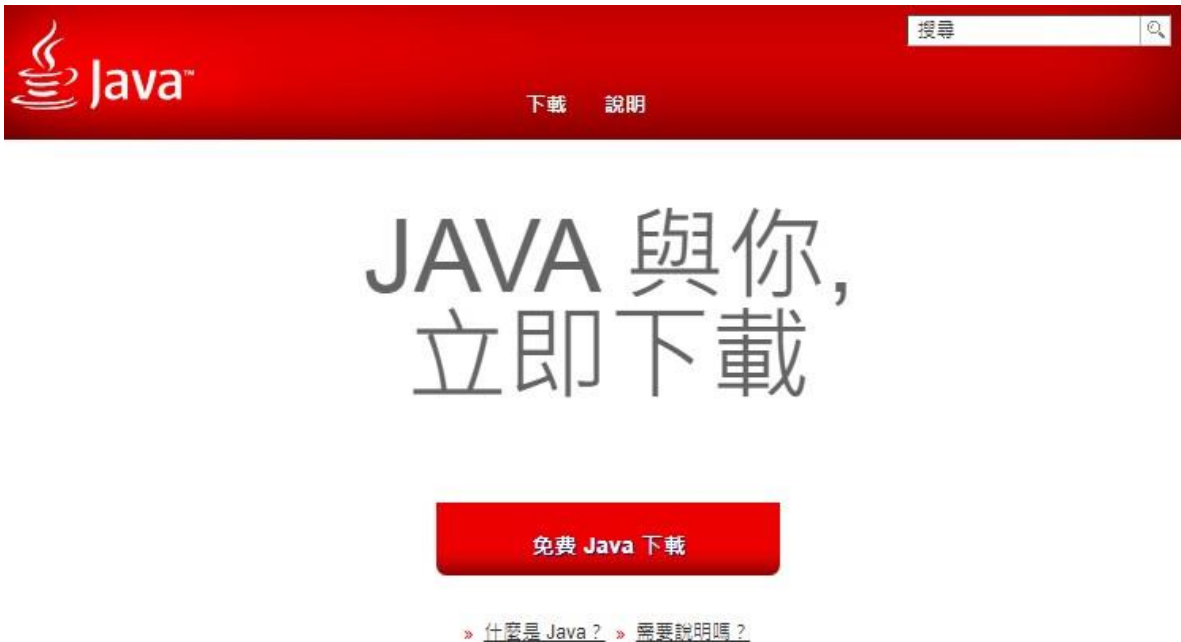 搜尋
Java™
下載 說明
JAVA 與你,
立即下載
免費 Java 下載
» 什麼是 Java ? » 需要說明嗎 ?